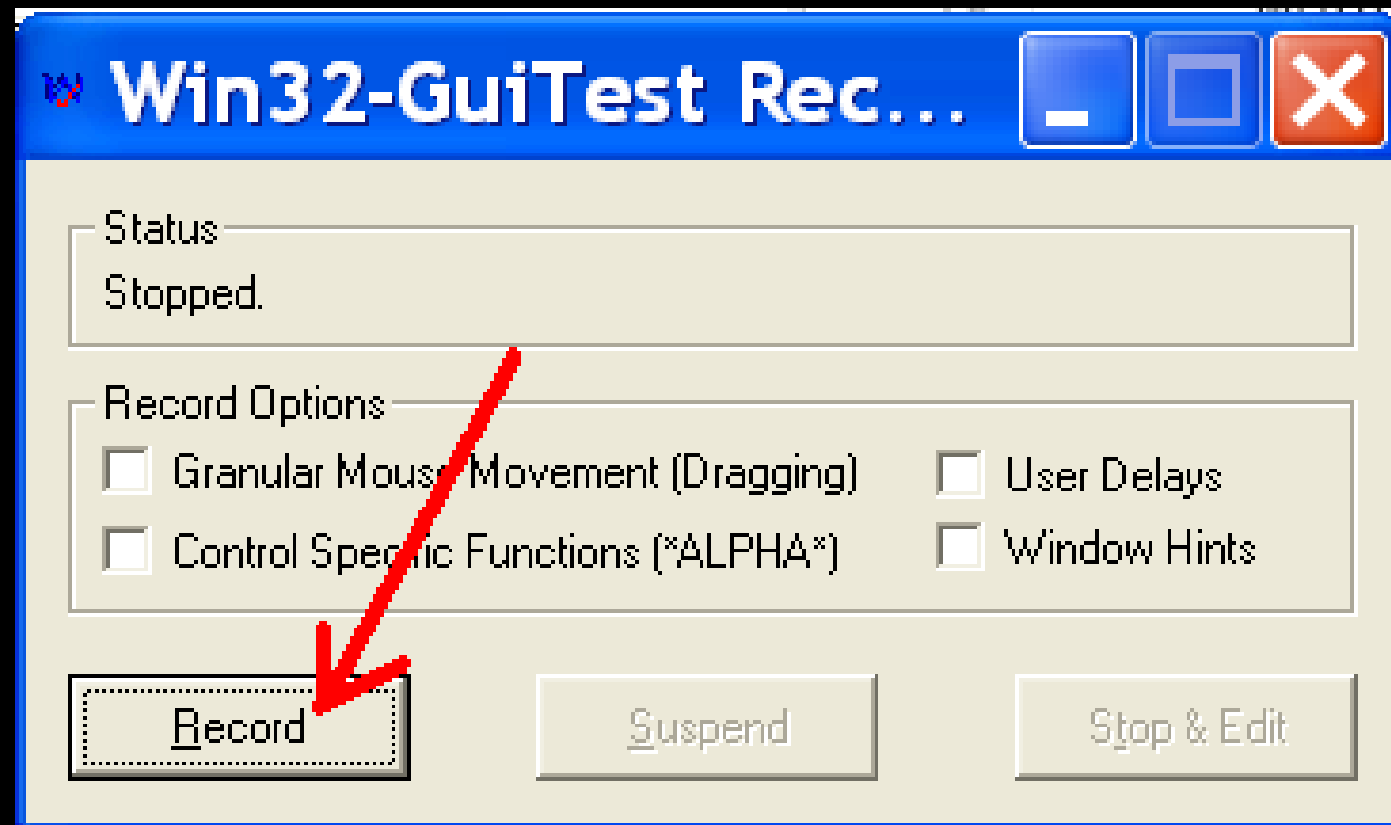 Win32-GuiTest Rec...
Status
Stopped.
Record Options
Granular Mouse Movement (Dragging)
User Delays
Control Specific Functions (*ALPHA*)
Window Hints
Record
Suspend
Stop & Edit